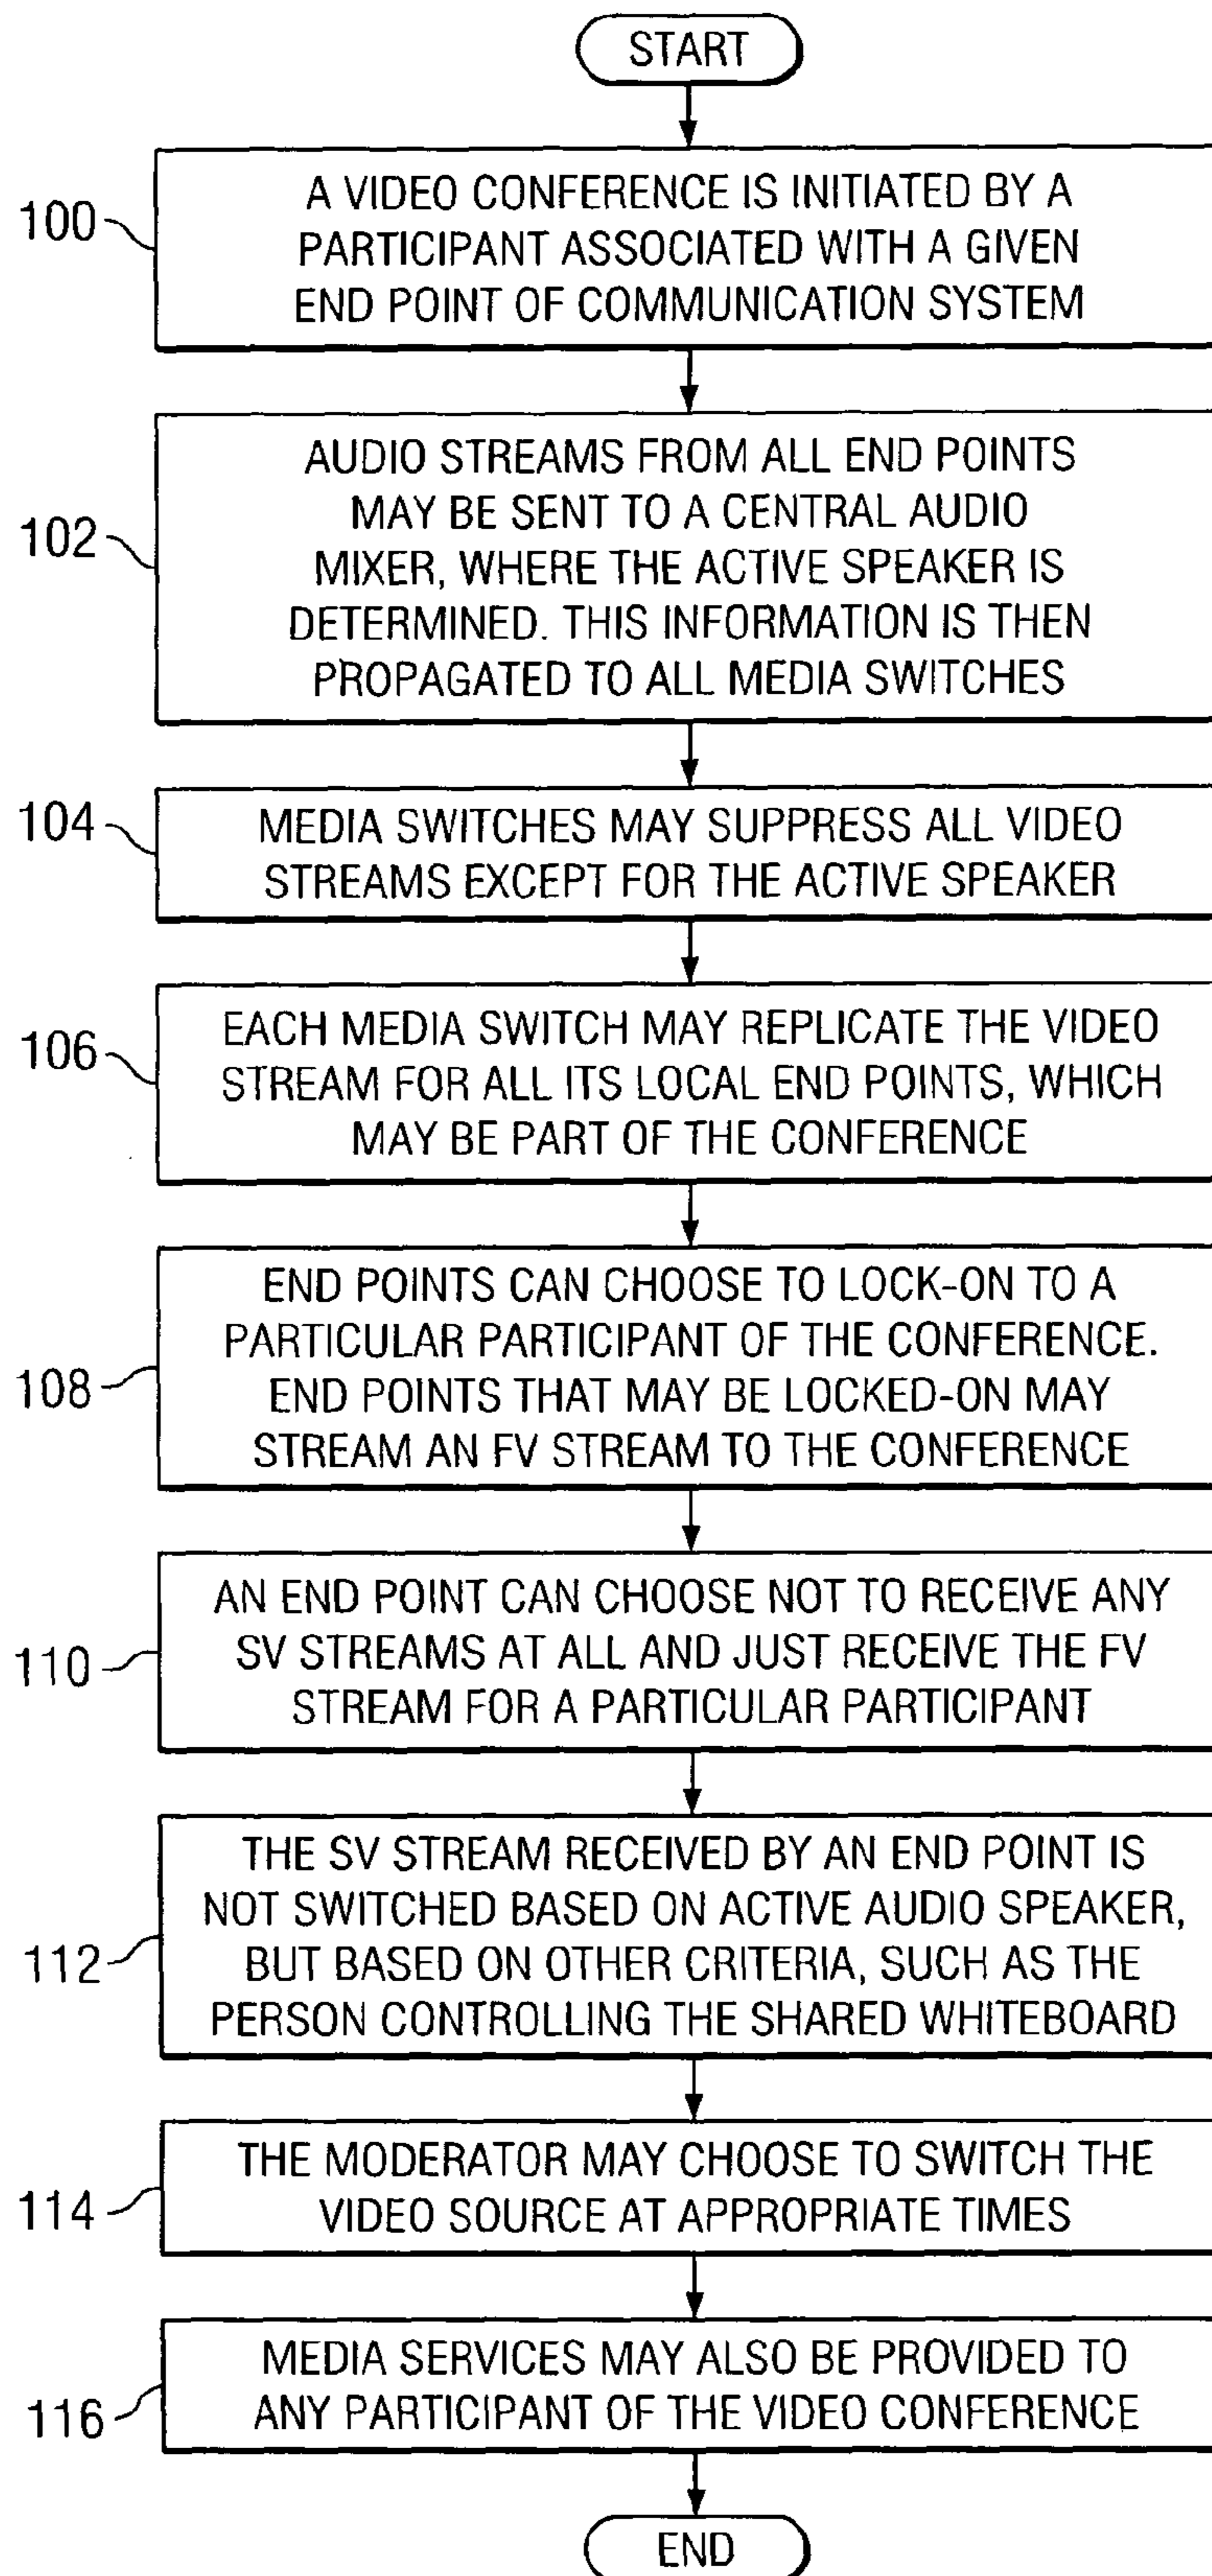 START
100
A VIDEO CONFERENCE IS INITIATED BY A
PARTICIPANT ASSOCIATED WITH A GIVEN
END POINT OF COMMUNICATION SYSTEM
102
AUDIO STREAMS FROM ALL END POINTS
MAY BE SENT TO A CENTRAL AUDIO
MIXER, WHERE THE ACTIVE SPEAKER IS
DETERMINED. THIS INFORMATION IS THEN
PROPAGATED TO ALL MEDIA SWITCHES
104
MEDIA SWITCHES MAY SUPPRESS ALL VIDEO
STREAMS EXCEPT FOR THE ACTIVE SPEAKER
106
EACH MEDIA SWITCH MAY REPLICATE THE VIDEO
STREAM FOR ALL ITS LOCAL END POINTS, WHICH
MAY BE PART OF THE CONFERENCE
108
END POINTS CAN CHOOSE TO LOCK-ON TO A
PARTICULAR PARTICIPANT OF THE CONFERENCE.
END POINTS THAT MAY BE LOCKED-ON MAY
STREAM AN FV STREAM TO THE CONFERENCE
110
AN END POINT CAN CHOOSE NOT TO RECEIVE ANY
SV STREAMS AT ALL AND JUST RECEIVE THE FV
STREAM FOR A PARTICULAR PARTICIPANT
112
THE SV STREAM RECEIVED BY AN END POINT IS
NOT SWITCHED BASED ON ACTIVE AUDIO SPEAKER,
BUT BASED ON OTHER CRITERIA, SUCH AS THE
PERSON CONTROLLING THE SHARED WHITEBOARD
114
THE MODERATOR MAY CHOOSE TO SWITCH THE
VIDEO SOURCE AT APPROPRIATE TIMES
116
MEDIA SERVICES MAY ALSO BE PROVIDED TO
ANY PARTICIPANT OF THE VIDEO CONFERENCE
END